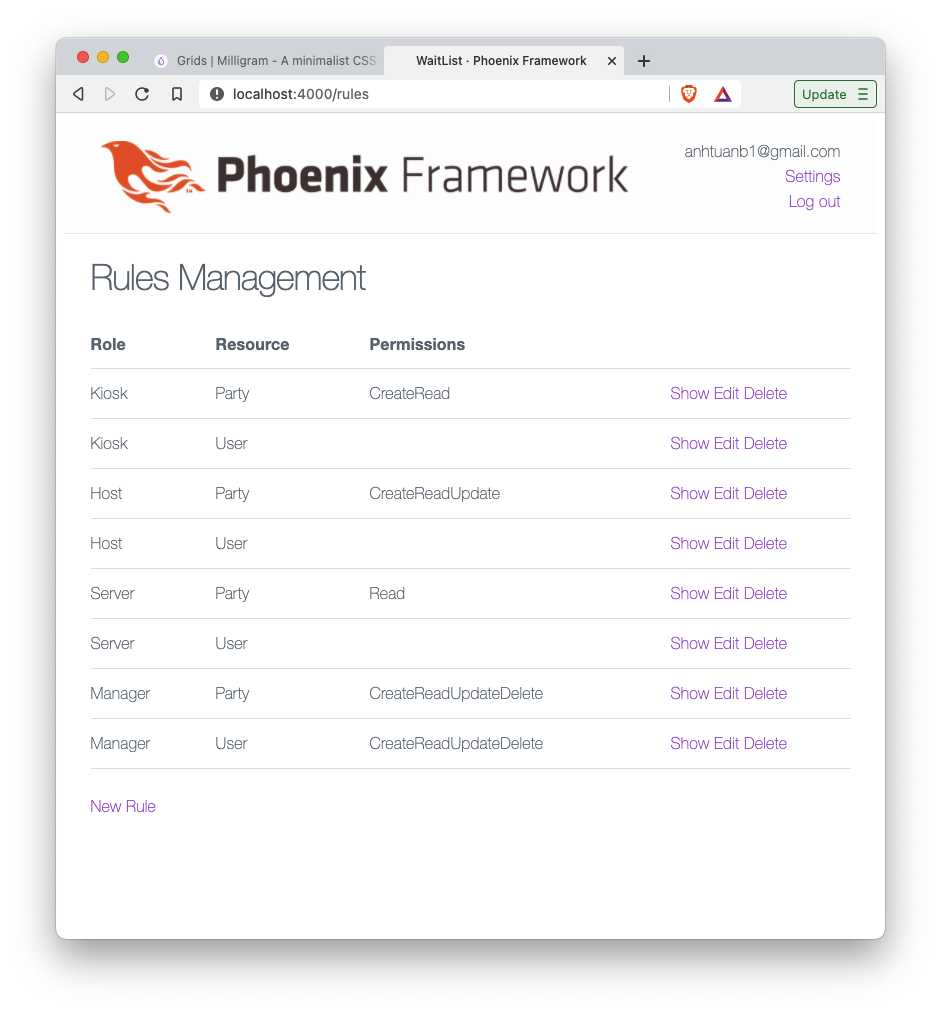 Grids | Milligram - A minimalist CSS
WaitList · Phoenix Framework
localhost:4000/rules
Update
Phoenix Framework
TM
anhtuanb1@gmail.com
Settings
Log out
Rules Management
Role Resource Permissions
Kiosk Party CreateRead Show Edit Delete
Kiosk User Show Edit Delete
Host Party CreateReadUpdate Show Edit Delete
Host User Show Edit Delete
Server Party Read Show Edit Delete
Server User Show Edit Delete
Manager Party CreateReadUpdateDelete Show Edit Delete
Manager User CreateReadUpdateDelete Show Edit Delete
New Rule